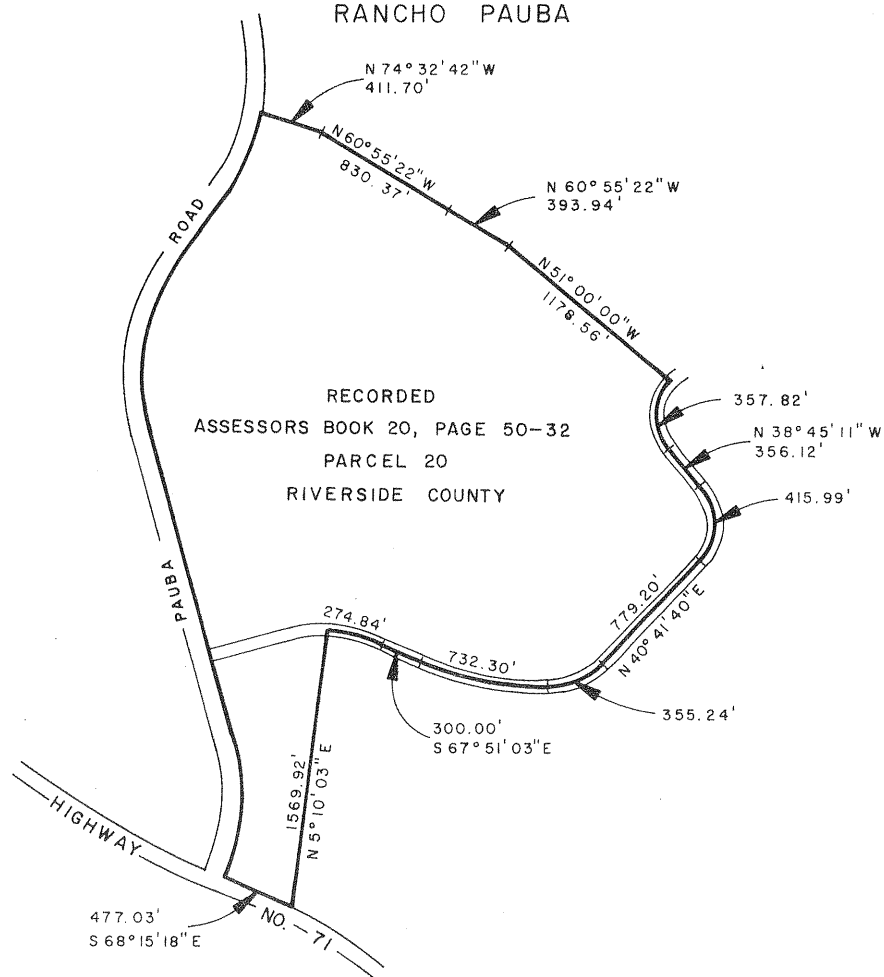 RANCHO PAUBA
N 74° 32' 42" W
411.70'
N 60° 55' 22" W
830.37'
N 60° 55' 22" W
393.94'
ROAD
N 51° 00' 00" W
1178.56'
RECORDED
ASSESSORS BOOK 20, PAGE 50-32
PARCEL 20
RIVERSIDE COUNTY
357.82'
N 38° 45' 11" W
356.12'
415.99'
PAUBA
274.84'
732.30'
779.20'
N 40° 41' 40" E
355.24'
300.00'
S 67° 51' 03" E
1569.92'
N 5° 10' 03" E
HIGHWAY NO. - 71
477.03'
S 68° 15' 18" E